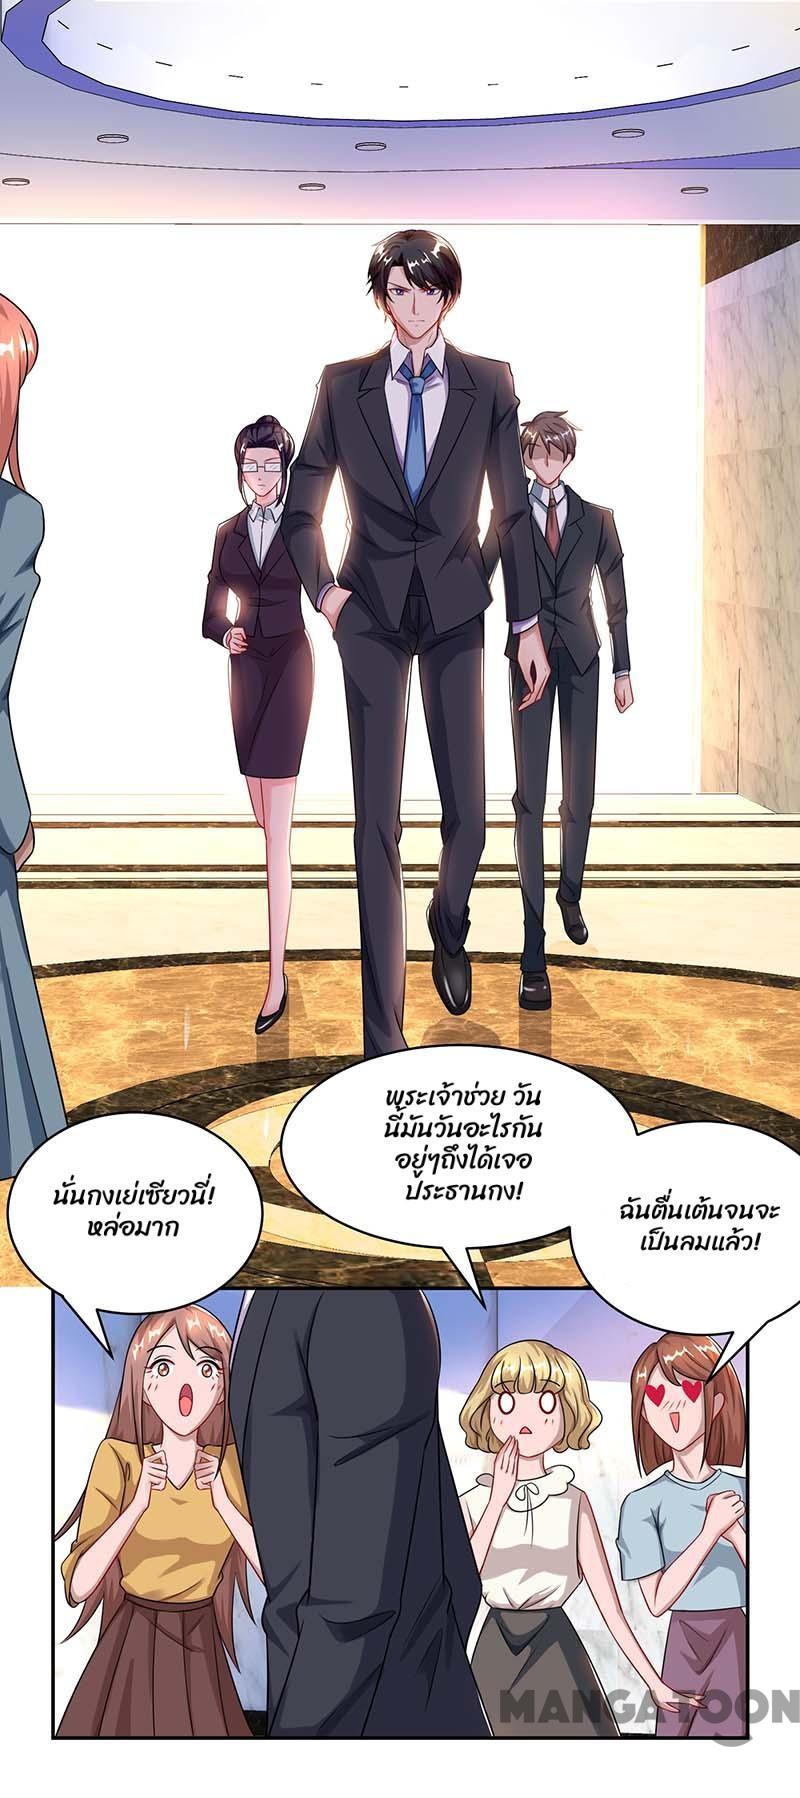 นั่นกงเย่เซียวนี่!
หล่อมาก
พระเจ้าช่วย วัน
นี้มันวันอะไรกัน
อยู่ๆถึงได้เจอ
ประธานกง!
ฉันตื่นเต้นจนจะ
เป็นลมแล้ว!
MANGATOON